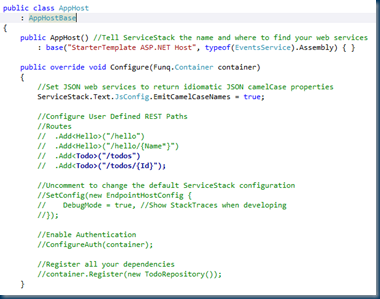 public class AppHost
: AppHostBase
{
public AppHost() //Tell ServiceStack the name and where to find your web services
: base("StarterTemplate ASP.NET Host", typeof(EventsService).Assembly) { }
public override void Configure(Funq.Container container)
{
//Set JSON web services to return idiomatic JSON camelCase properties
ServiceStack.Text.JsConfig.EmitCamelCaseNames = true;
//Configure User Defined REST Paths
//Routes
//  .Add<Hello>("/hello")
//  .Add<Hello>("/hello/{Name*}")
//  .Add<Todo>("/todos")
//  .Add<Todo>("/todos/{Id}");
//Uncomment to change the default ServiceStack configuration
//SetConfig(new EndpointHostConfig {
//    DebugMode = true, //Show StackTraces when developing
//});
//Enable Authentication
//ConfigureAuth(container);
//Register all your dependencies
//container.Register(new TodoRepository());
}